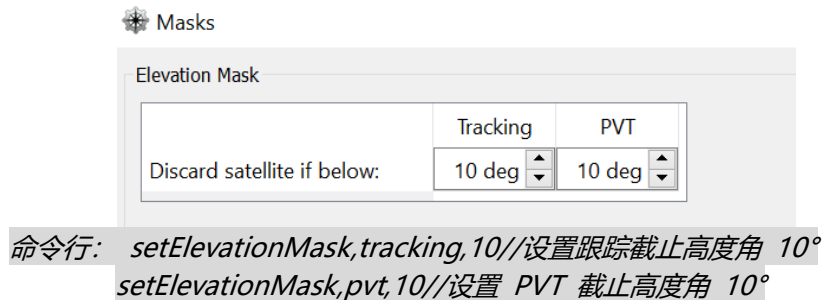 Masks
Elevation Mask
Tracking PVT
Discard satellite if below: 10 deg 10 deg
命令行： setElevationMask,tracking,10//设置跟踪截止高度角 10°
setElevationMask,pvt,10//设置 PVT 截止高度角 10°